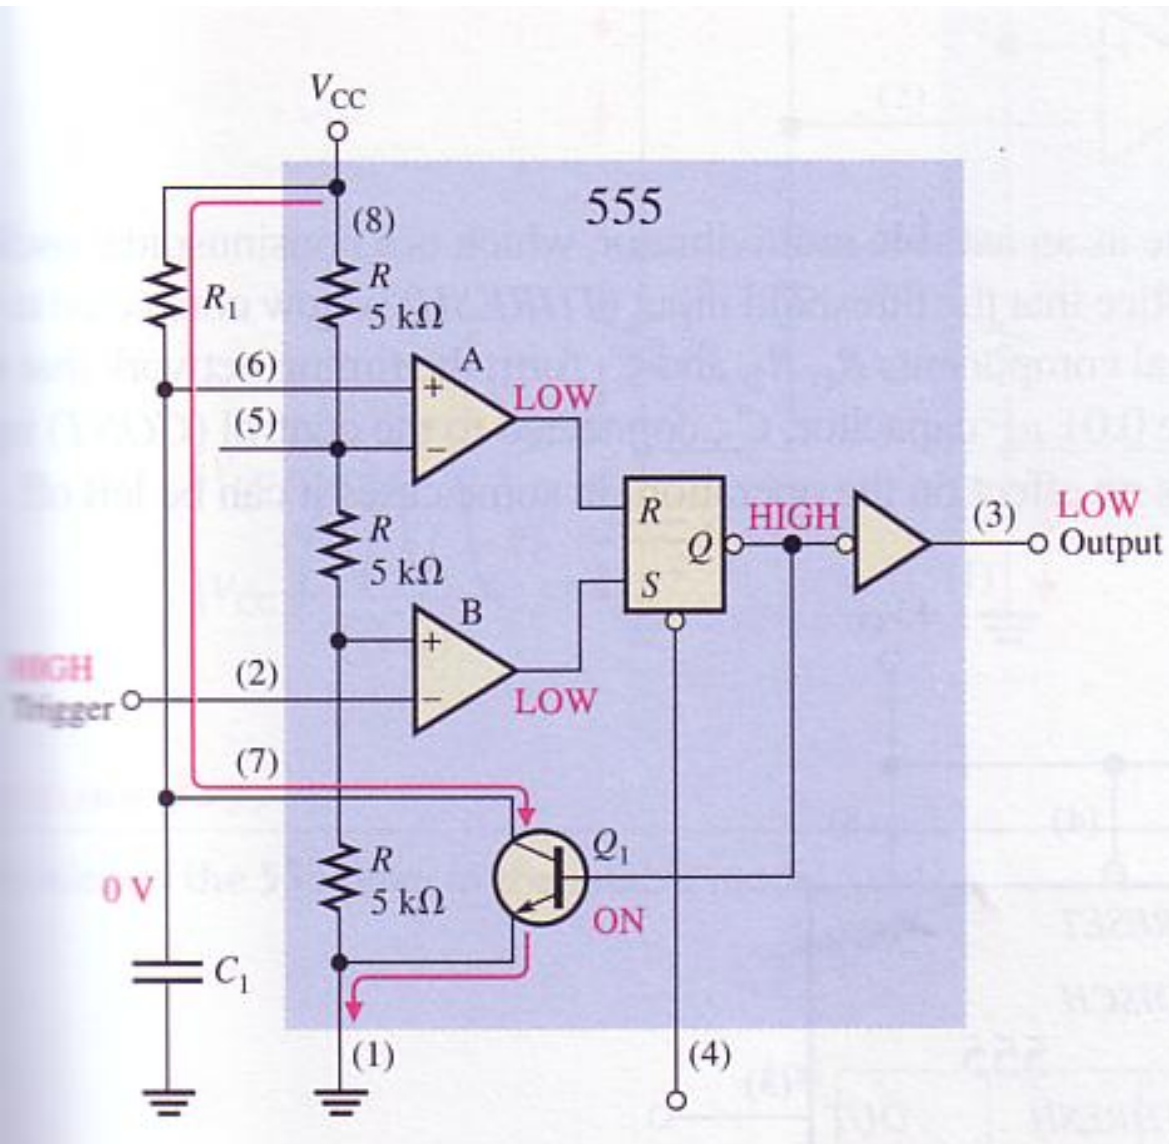 VCC
555
(8)
R
5 kΩ
R1
(6)
A
+
LOW
(5)
−
R
5 kΩ
R
Q
S
HIGH
(3)
LOW
Output
B
+
HIGH
Trigger
(2)
−
LOW
(7)
R
5 kΩ
Q1
ON
0 V
C1
(1)
(4)